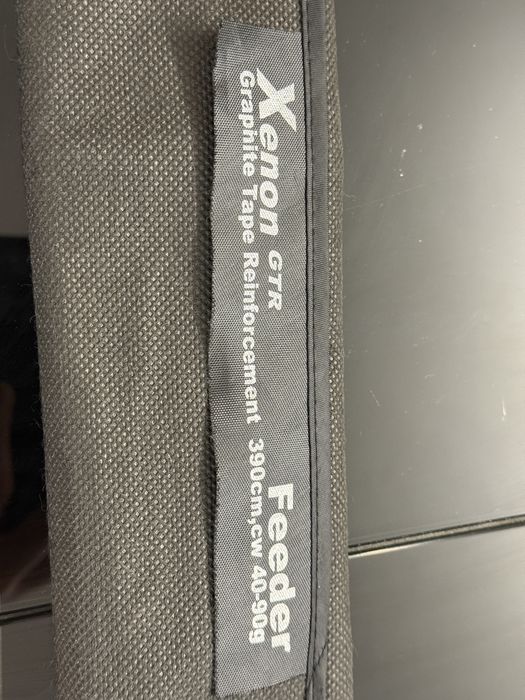 Xenon GTR Feeder
Graphite Tape Reinforcement 390cm,cw 40-90g